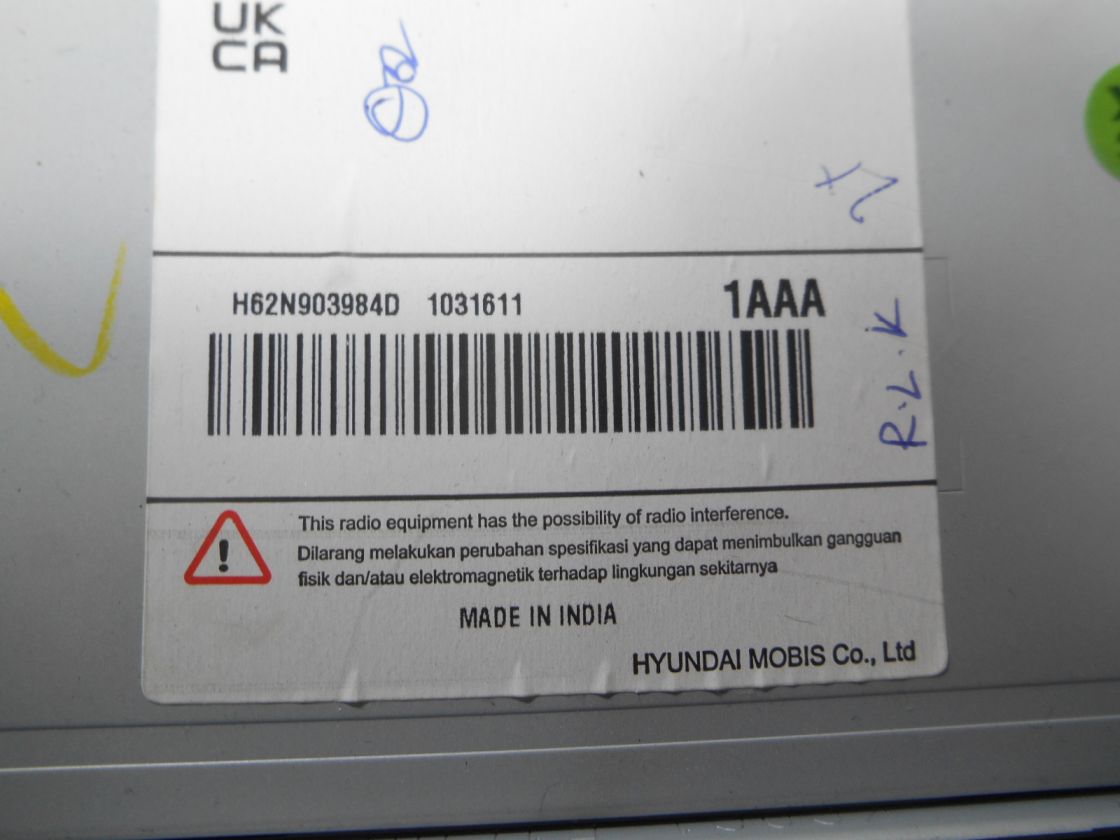 UK
CA
H62N903984D 1031611 1AAA
R.L.K
This radio equipment has the possibility of radio interference.
Dilarang melakukan perubahan spesifikasi yang dapat menimbulkan gangguan
fisik dan/atau elektromagnetik terhadap lingkungan sekitarnya
MADE IN INDIA
HYUNDAI MOBIS Co., Ltd